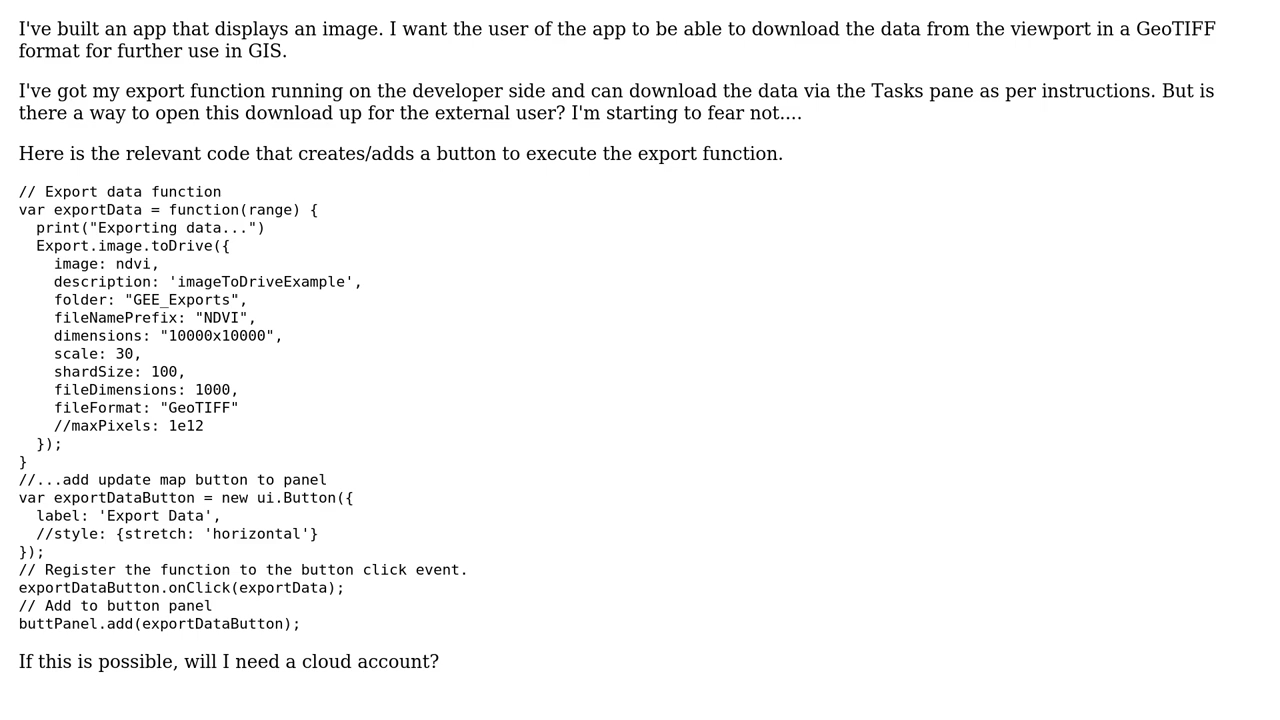 I've built an app that displays an image. I want the user of the app to be able to download the data from the viewport in a GeoTIFF
format for further use in GIS.
I've got my export function running on the developer side and can download the data via the Tasks pane as per instructions. But is
there a way to open this download up for the external user? I'm starting to fear not....
Here is the relevant code that creates/adds a button to execute the export function.
// Export data function
var exportData = function(range) {
  print("Exporting data...")
  Export.image.toDrive({
    image: ndvi,
    description: 'imageToDriveExample',
    folder: "GEE_Exports",
    fileNamePrefix: "NDVI",
    dimensions: "10000x10000",
    scale: 30,
    shardSize: 100,
    fileDimensions: 1000,
    fileFormat: "GeoTIFF"
    //maxPixels: 1e12
  });
}
//...add update map button to panel
var exportDataButton = new ui.Button({
  label: 'Export Data',
  //style: {stretch: 'horizontal'}
});
// Register the function to the button click event.
exportDataButton.onClick(exportData);
// Add to button panel
buttPanel.add(exportDataButton);
If this is possible, will I need a cloud account?